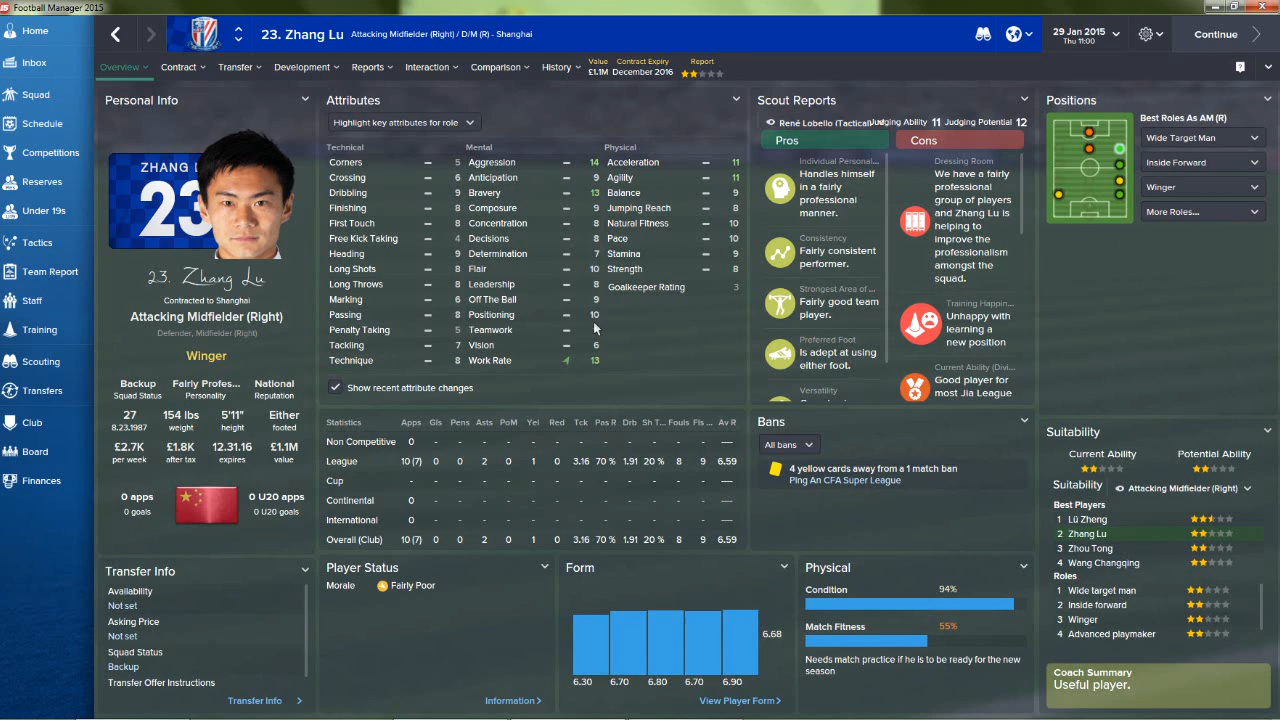 Football Manager 2015
Home
Inbox
Squad
Schedule
Competitions
Reserves
Under 19s
Tactics
Team Report
Staff
Training
Scouting
Transfers
Club
Board
Finances
23. Zhang Lu Attacking Midfielder (Right) / D/M (R) - Shanghai
29 Jan 2015
Thu 11:00
Continue
Overview Contract Transfer Development Reports Interaction Comparison History
Value Contract Expiry Report
£1.1M December 2016
Personal Info
ZHANG L
23
23. Zhang Lu
Contracted to Shanghai
Attacking Midfielder (Right)
Defender, Midfielder (Right)
Winger
Backup Fairly Profes... National
Squad Status Personality Reputation
27 154 lbs 5'11" Either
8.23.1987 weight height footed
£2.7K £1.8K 12.31.16 £1.1M
per week after tax expires value
0 apps 0 U20 apps
0 goals 0 U20 goals
Attributes
Highlight key attributes for role
Technical Mental Physical
Corners – 5 Aggression – 14 Acceleration – 11
Crossing – 6 Anticipation – 9 Agility – 11
Dribbling – 9 Bravery – 13 Balance – 9
Finishing – 8 Composure – 9 Jumping Reach – 8
First Touch – 8 Concentration – 8 Natural Fitness – 10
Free Kick Taking – 4 Decisions – 8 Pace – 10
Heading – 9 Determination – 7 Stamina – 9
Long Shots – 8 Flair – 10 Strength – 8
Long Throws – 8 Leadership – 8 Goalkeeper Rating 3
Marking – 6 Off The Ball – 9
Passing – 8 Positioning – 10
Penalty Taking – 5 Teamwork –
Tackling – 7 Vision – 6
Technique – 8 Work Rate 13
Show recent attribute changes
Scout Reports
René Lobello (Tactical Judging Ability 11 Judging Potential 12
Pros
Individual Personal...
Handles himself
in a fairly
professional
manner.
Consistency
Fairly consistent
performer.
Strongest Area of ...
Fairly good team
player.
Preferred Foot
Is adept at using
either foot.
Versatility
Cons
Dressing Room
We have a fairly
professional
group of players
and Zhang Lu is
helping to
improve the
professionalism
amongst the
squad.
Training Happin...
Unhappy with
learning a
new position
Current Ability (Divi...
Good player for
most Jia League
Positions
Best Roles As AM (R)
Wide Target Man
Inside Forward
Winger
More Roles...
Statistics Apps Gls Pens Asts PoM Yel Red Tck Pas R Drb Sh T... Fouls Fls ... Av R
Non Competitive 0 - - - - - - - - - - - - ---
League 10 (7) 0 0 2 0 1 0 3.16 70 % 1.91 20 % 8 9 6.59
Cup - - - - - - - - - - - - -
Continental 0 - - - - - - - - - - - - ---
International 0 - - - - - - - - - - - - ---
Overall (Club) 10 (7) 0 0 2 0 1 0 3.16 70 % 1.91 20 % 8 9 6.59
Bans
All bans
4 yellow cards away from a 1 match ban
Ping An CFA Super League
Suitability
Current Ability Potential Ability
Suitability Attacking Midfielder (Right)
Best Players
1 Lü Zheng
2 Zhang Lu
3 Zhou Tong
4 Wang Changqing
Roles
1 Wide target man
2 Inside forward
3 Winger
4 Advanced playmaker
Coach Summary
Useful player.
Transfer Info
Availability
Not set
Asking Price
Not set
Squad Status
Backup
Transfer Offer Instructions
Transfer Info >
Player Status
Morale Fairly Poor
Information >
Form
6.68
6.30 6.70 6.80 6.70 6.90
View Player Form >
Physical
Condition 94%
Match Fitness 55%
Needs match practice if he is to be ready for the new
season